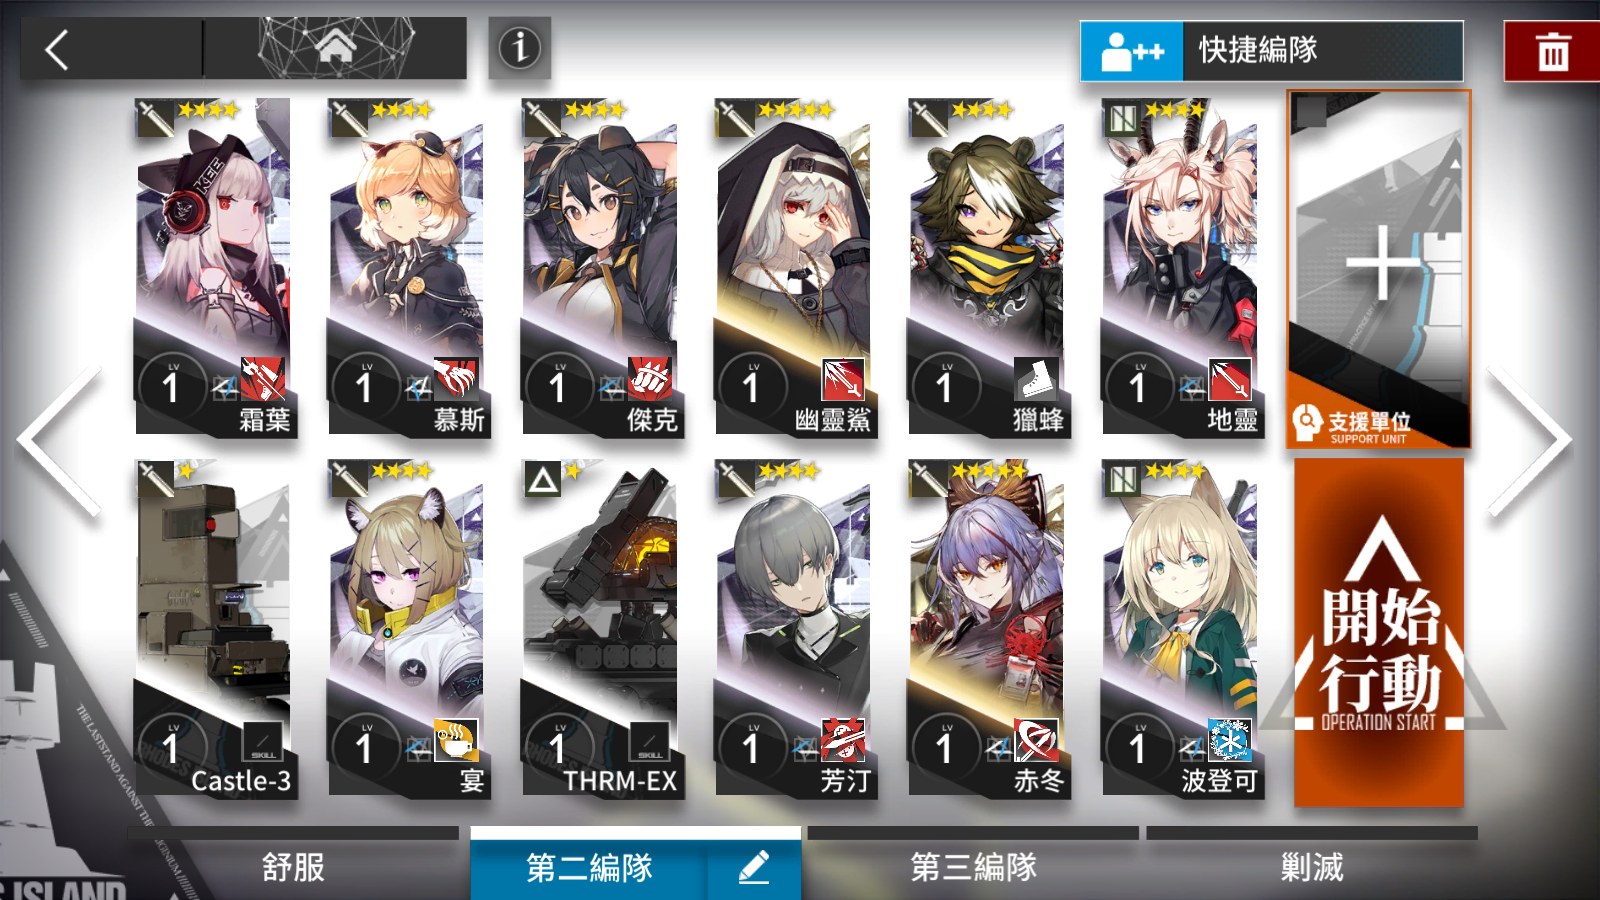 快捷編隊
KEE
LV
1
霜葉
LV
1
慕斯
LV
1
傑克
LV
1
幽靈鯊
LV
1
獵蜂
LV
1
地靈
支援單位
SUPPORT UNIT
LV
1
SKILL
Castle-3
LV
1
宴
LV
1
SKILL
THRM-EX
LV
1
芳汀
LV
1
赤冬
LV
1
波登可
開始
行動
OPERATION START
舒服
第二編隊
第三編隊
剿滅